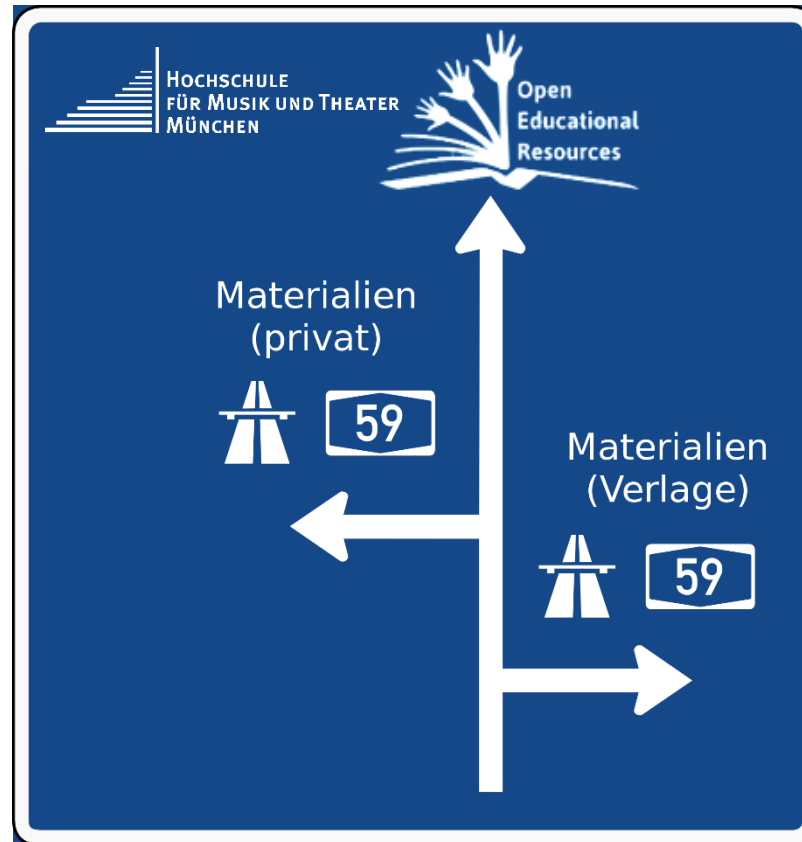 HOCHSCHULE
FÜR MUSIK UND THEATER
MÜNCHEN
Open
Educational
Resources
Materialien
(privat)
59
Materialien
(Verlage)
59